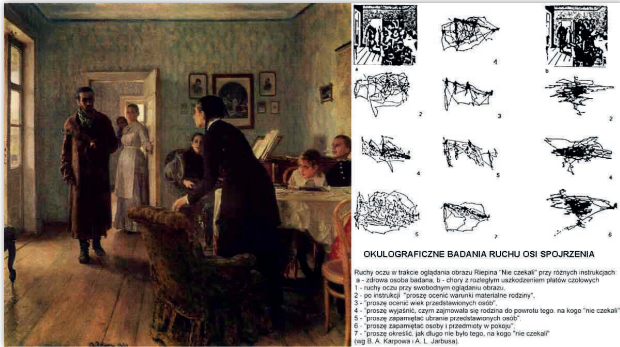 a
4
b
2
3
2
4
5
4
5
7
6
OKULOGRAFICZNE BADANIA RUCHU OSI SPOJRZENIA
Ruchy oczu w trakcie oglądania obrazu Riepina "Nie czekali" przy różnych instrukcjach
a - zdrowa osoba badana, b - chory z rozległym uszkodzeniem płatów czołowych
1 - ruchy oczu przy swobodnym oglądaniu obrazu,
2 - po instrukcji "proszę ocenić warunki materialne rodziny",
3 - "proszę ocenić wiek przedstawionych osób",
4 - "proszę wyjaśnić, czym zajmowała się rodzina do powrotu tego, na kogo "nie czekali"
5 - "proszę zapamiętać ubranie przedstawionych osób"
6 - "proszę zapamiętać osoby i przedmioty w pokoju",
7 - "proszę określić, jak długo nie było tego, na kogo "nie czekali"
(wg B. A. Karpowa i A. L. Jarbusa).